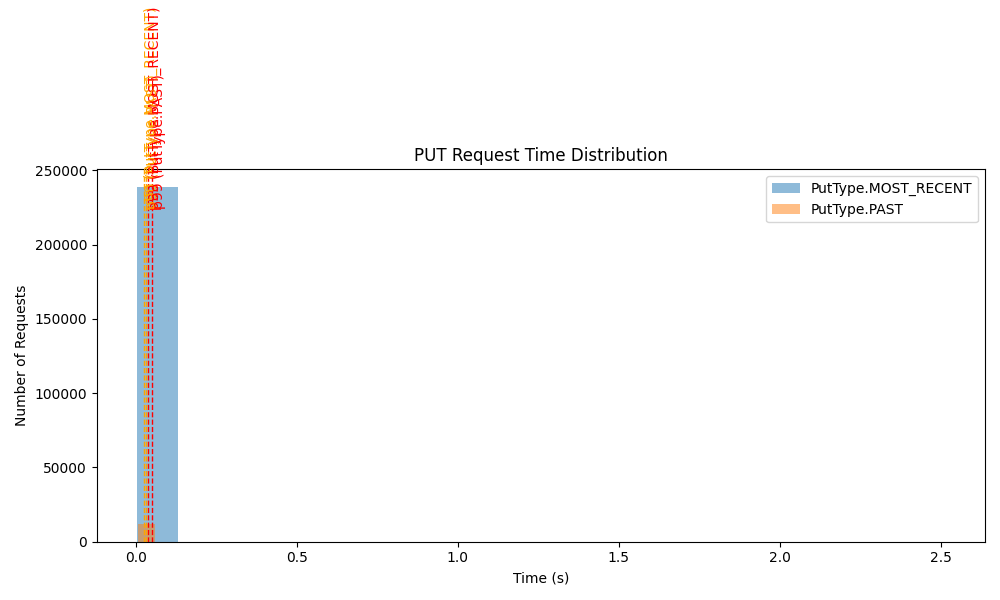 PUT Request Time Distribution
PutType.MOST_RECENT
PutType.PAST
250000
200000
150000
100000
50000
0
Number of Requests
0.0
0.5
1.0
1.5
2.0
2.5
Time (s)
p99 (PutType.PAST)